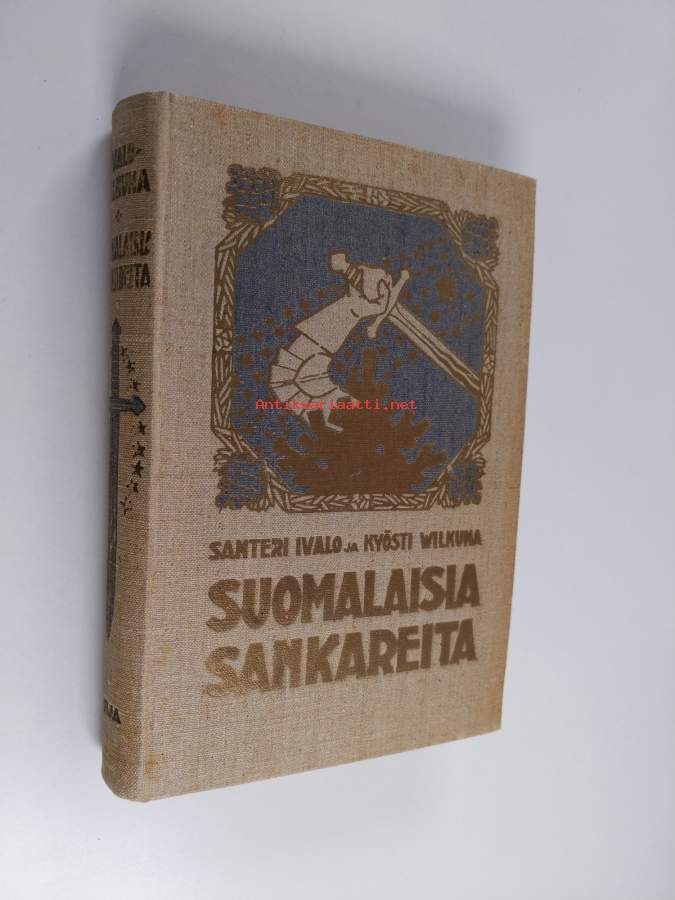 SANTERI IVALO JA KYÖSTI WILKUNA
SUOMALAISIA
SANKAREITA
Antikvariaatti.net